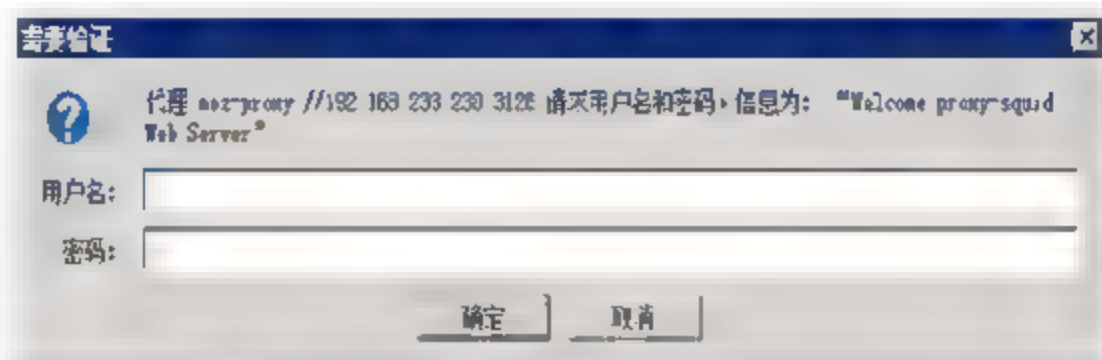 需要验证
代理 moz-proxy://192.168.233.230:3128 请求用户名和密码，信息为： “Welcome proxy-squid
Web Server”
用户名：
密码：
确定 取消